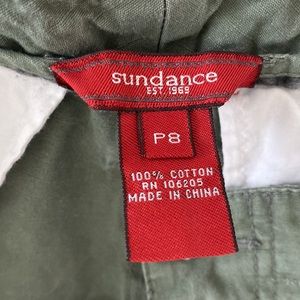 sundance
EST. 1969
P8
100% COTTON
RN 106205
MADE IN CHINA